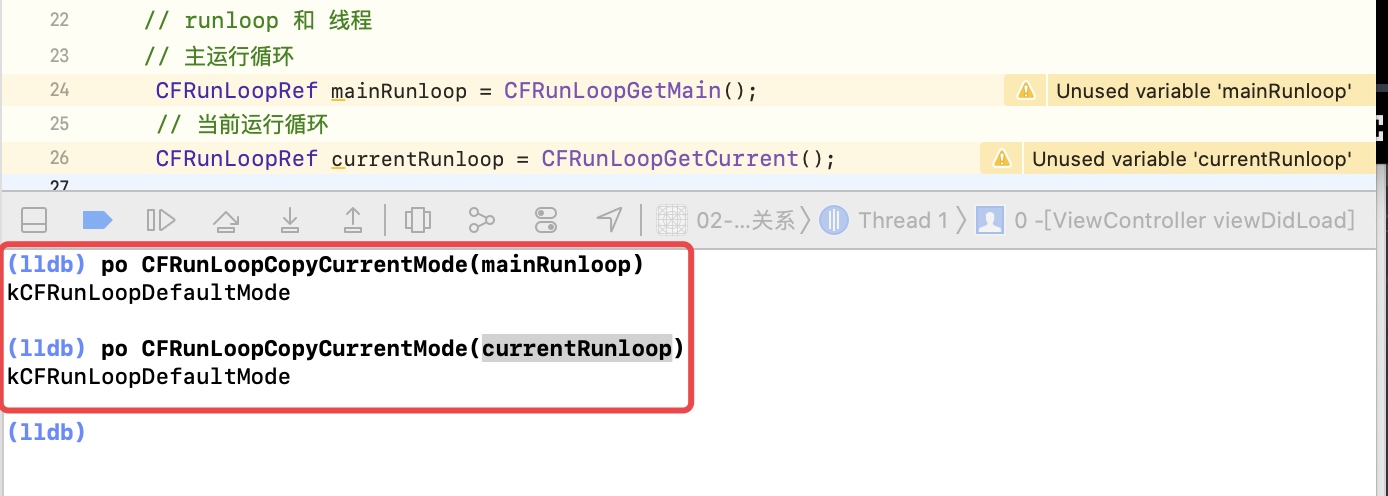 22 // runloop 和 线程
23 // 主运行循环
24 CFRunLoopRef mainRunloop = CFRunLoopGetMain(); Unused variable 'mainRunloop'
25 // 当前运行循环
26 CFRunLoopRef currentRunloop = CFRunLoopGetCurrent(); Unused variable 'currentRunloop'
27
02-...关系 Thread 1 0 -[ViewController viewDidLoad]
(lldb) po CFRunLoopCopyCurrentMode(mainRunloop)
kCFRunLoopDefaultMode
(lldb) po CFRunLoopCopyCurrentMode(currentRunloop)
kCFRunLoopDefaultMode
(lldb)